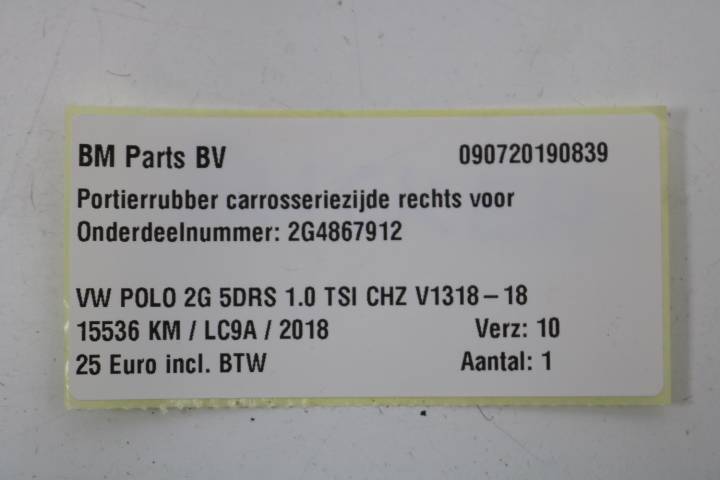 BM Parts BV 090720190839
Portierrubber carrosseriezijde rechts voor
Onderdeelnummer: 2G4867912
VW POLO 2G 5DRS 1.0 TSI CHZ V1318-18
15536 KM / LC9A / 2018 Verz: 10
25 Euro incl. BTW Aantal: 1